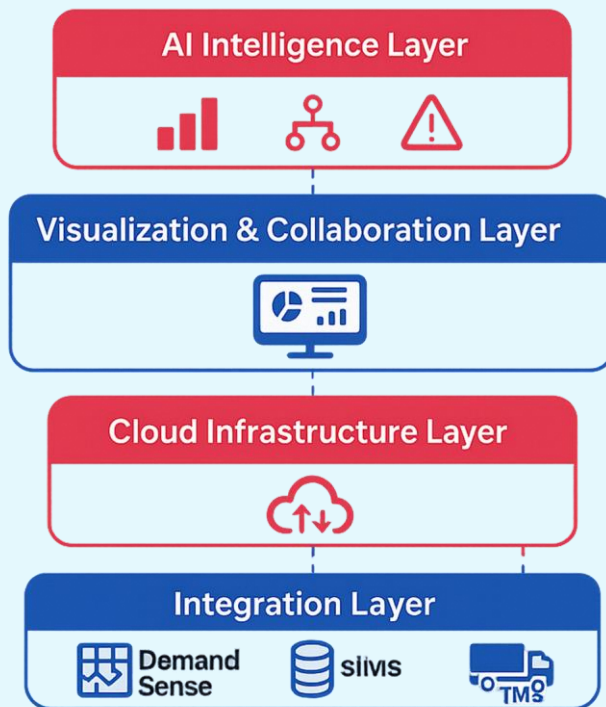 AI Intelligence Layer
Visualization & Collaboration Layer
Cloud Infrastructure Layer
Integration Layer
Demand
Sense
TMS